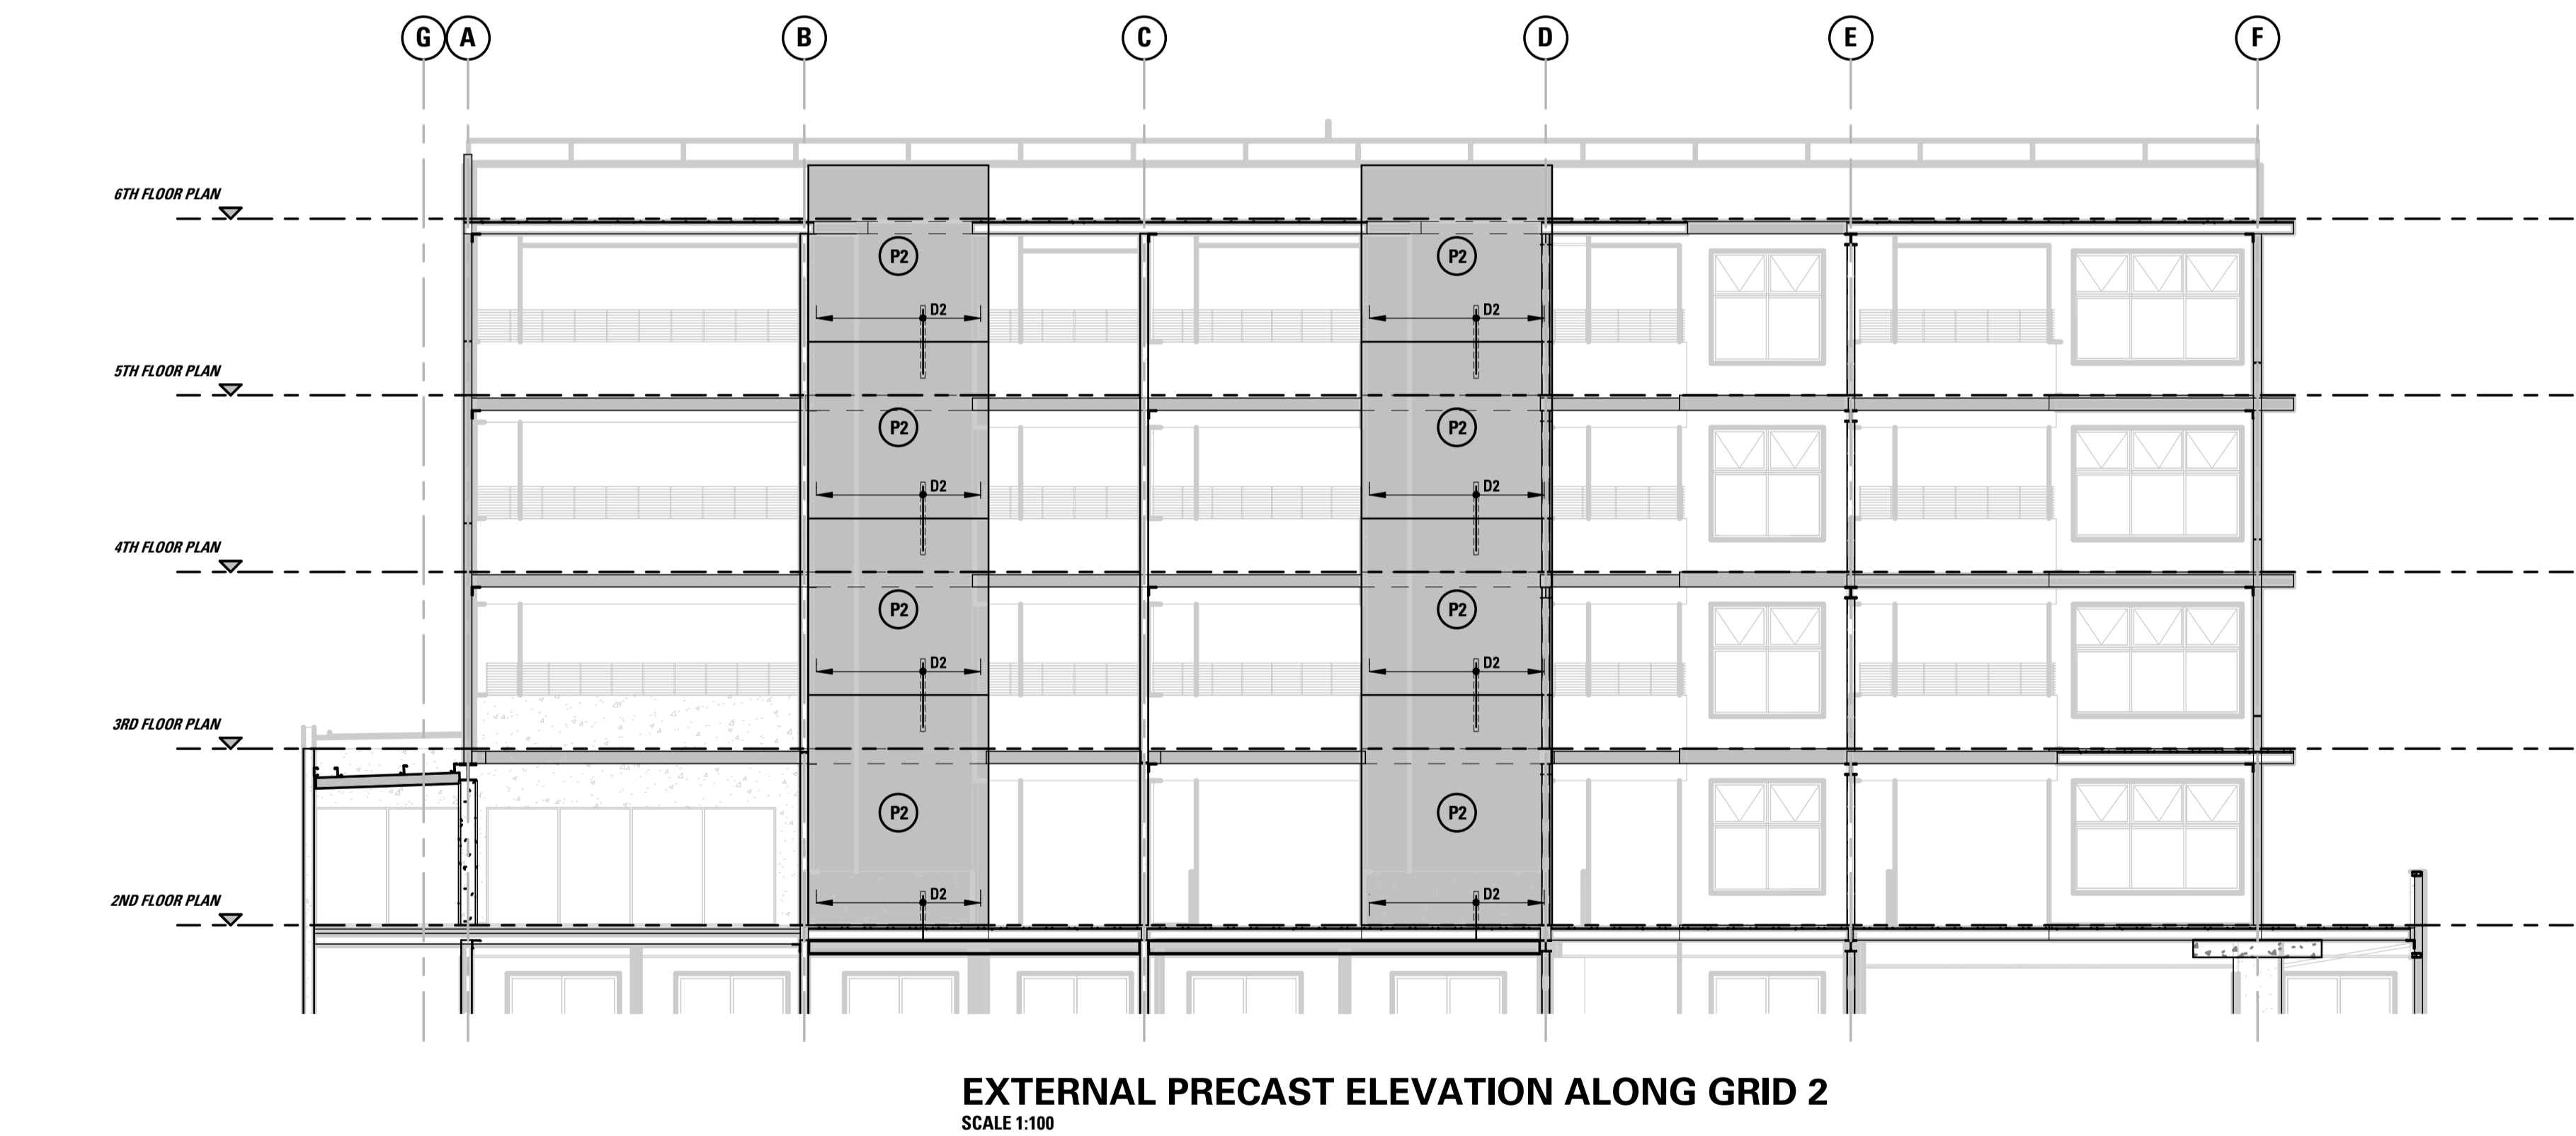 G A B C D E F
6TH FLOOR PLAN
P2 P2
D2 D2
5TH FLOOR PLAN
P2 P2
D2 D2
4TH FLOOR PLAN
P2 P2
D2 D2
3RD FLOOR PLAN
P2 P2
D2 D2
2ND FLOOR PLAN
EXTERNAL PRECAST ELEVATION ALONG GRID 2
SCALE 1:100